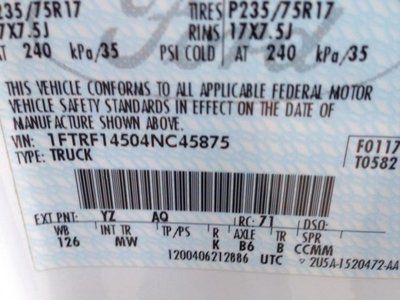 /75R17 TIRES P235/75R17
17X7.5J RIMS 17X7.5J
AT 240 kPa/35 PSI COLD AT 240 kPa/35
Ford
THIS VEHICLE CONFORMS TO ALL APPLICABLE FEDERAL MOTOR
VEHICLE SAFETY STANDARDS IN EFFECT ON THE DATE OF
MANUFACTURE SHOWN ABOVE.
VIN: 1FTRF14504NC45875 F0117
TYPE: TRUCK T0582
EXT PNT: YZ AQ RC: 71 DSO:
WB INT TR TP/PS R AXLE TR SPR
126 MW K B6 B CCMM
1200406212886 UTC 2U5A-1520472-AA